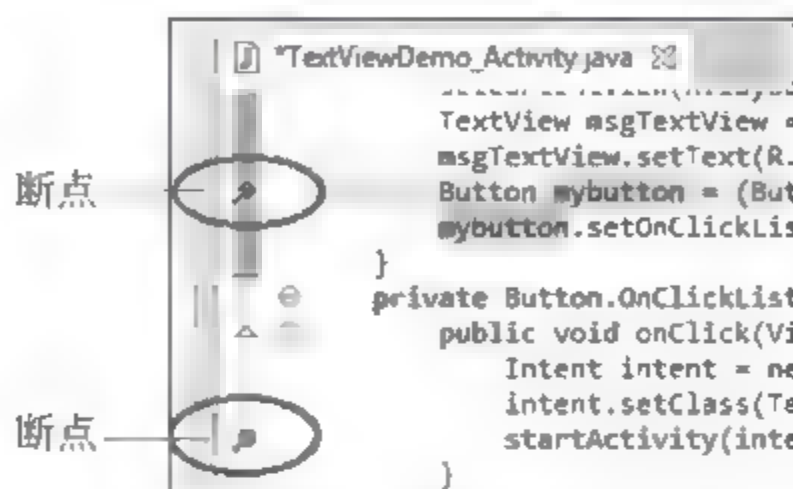 *TextViewDemo_Activity.java
TextView msgTextView =
msgTextView.setText(R.
断点
Button mybutton = (But
mybutton.setOnClickLis
}
private Button.OnClickList
public void onClick(Vi
Intent intent = ne
intent.setClass(Te
断点
startActivity(inte
}